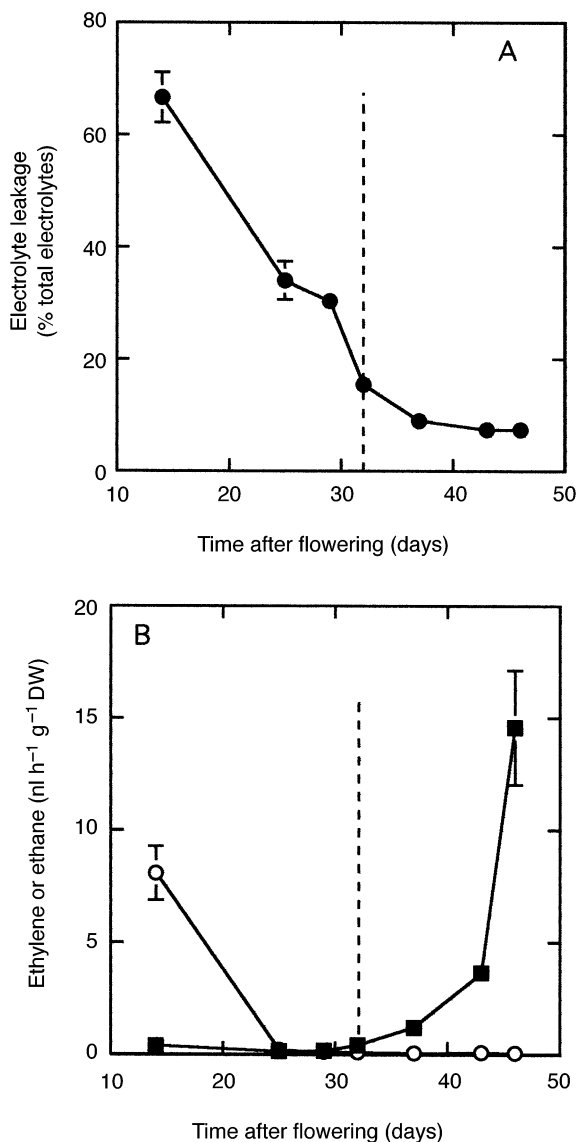 A
80
60
40
20
0
Electrolyte leakage
(% total electrolytes)
10 20 30 40 50
Time after flowering (days)
B
20
15
10
5
0
Ethylene or ethane (nl h⁻¹ g⁻¹ DW)
10 20 30 40 50
Time after flowering (days)